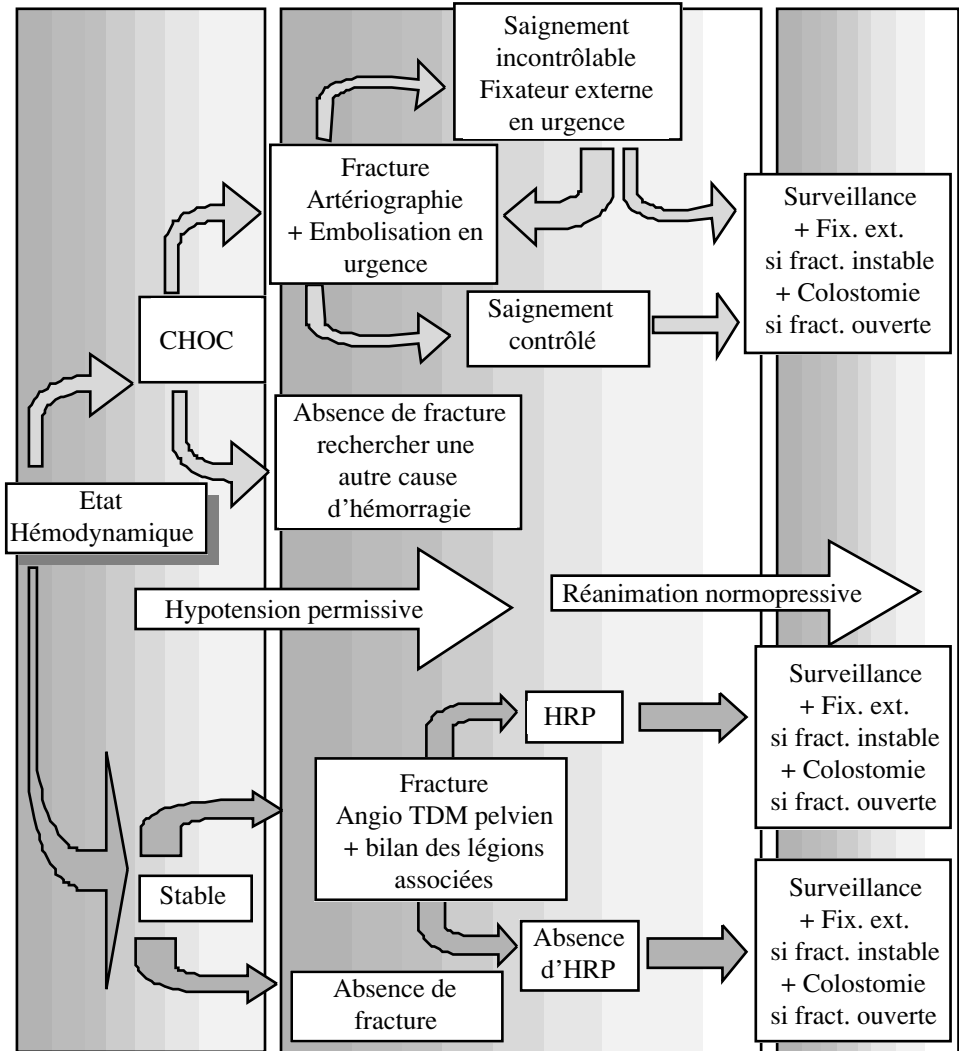 Saignement
incontrôlable
Fixateur externe
en urgence
Fracture
Artériographie
+ Embolisation en
urgence
Surveillance
+ Fix. ext.
si fract. instable
+ Colostomie
si fract. ouverte
CHOC
Saignement
contrôlé
Absence de fracture
rechercher une
autre cause
d’hémorragie
Etat
Hémodynamique
Hypotension permissive
Réanimation normopressive
Surveillance
+ Fix. ext.
si fract. instable
+ Colostomie
si fract. ouverte
HRP
Fracture
Angio TDM pelvien
+ bilan des légions
associées
Stable
Absence
d’HRP
Surveillance
+ Fix. ext.
si fract. instable
+ Colostomie
si fract. ouverte
Absence de
fracture